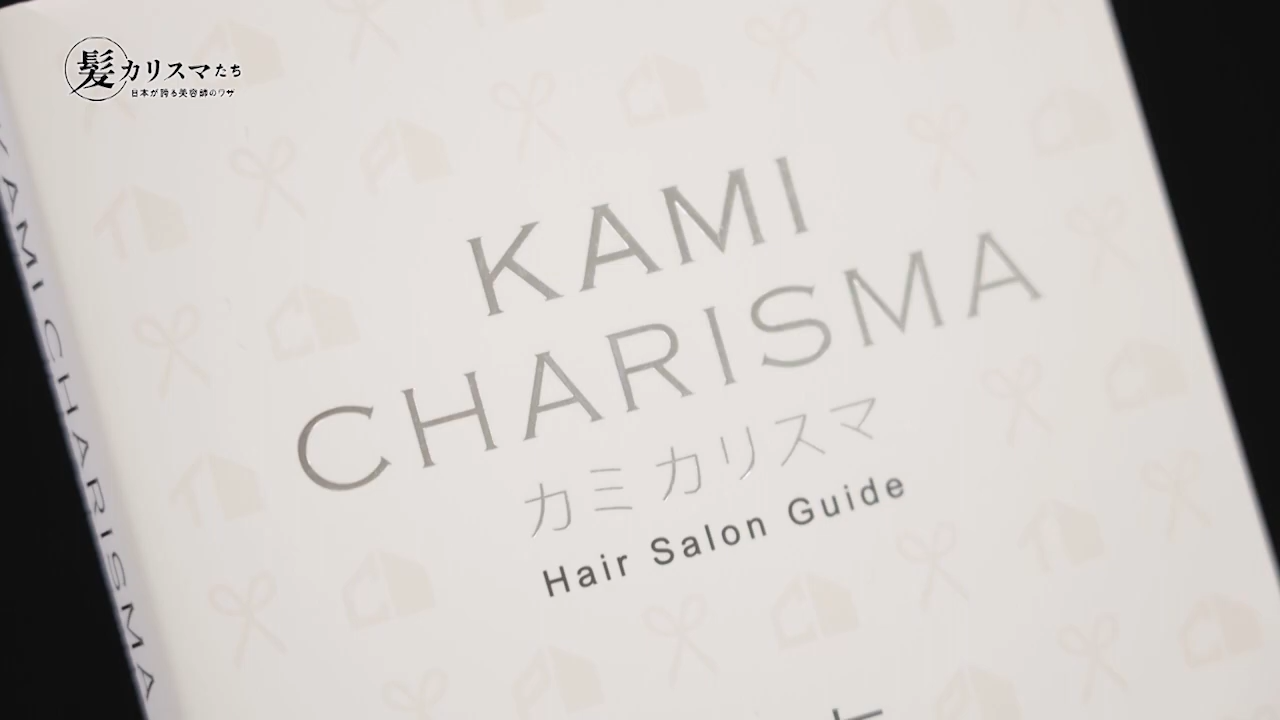 髪カリスマたち
日本が誇る美容師のワザ
KAMI
CHARISMA
カミカリスマ
Hair Salon Guide
KAMI CHARISMA